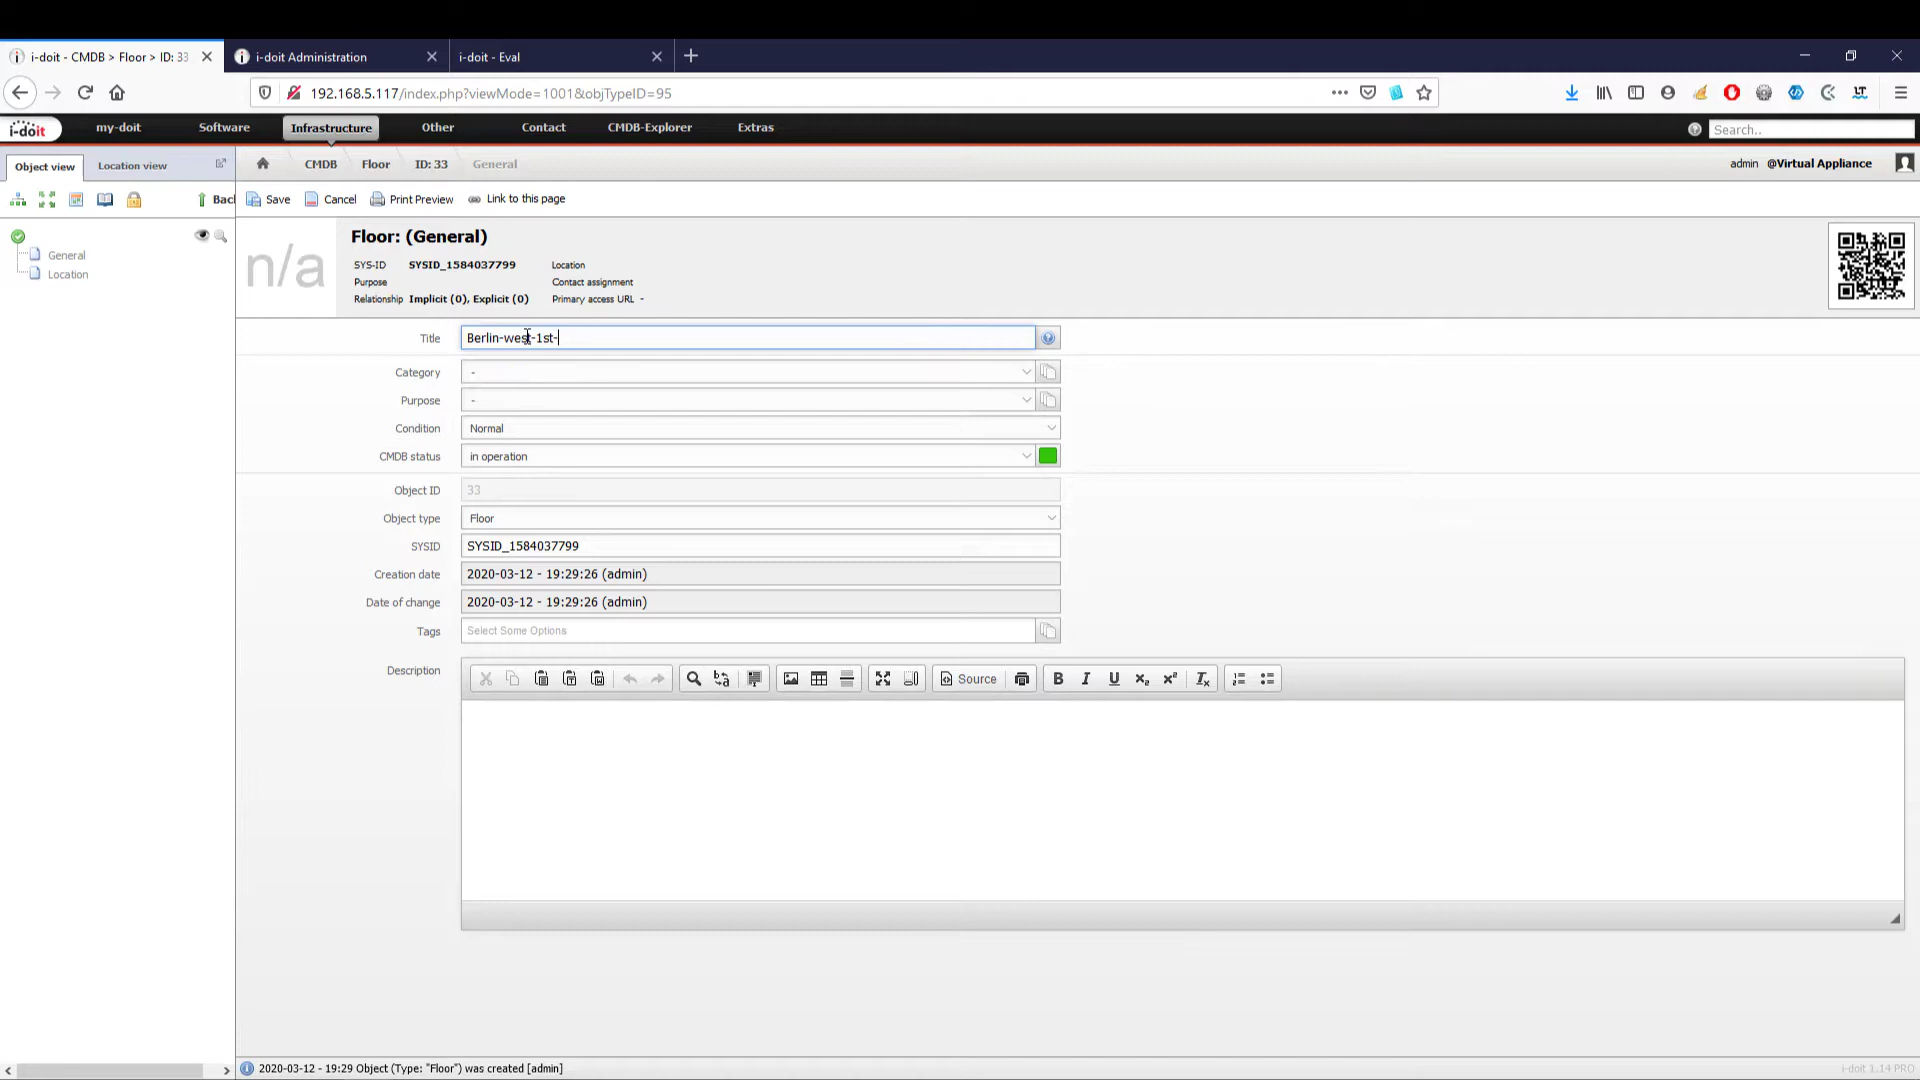 i-doit - CMDB > Floor > ID: 33
i-doit Administration
i-doit - Eval
192.168.5.117/index.php?viewMode=1001&objTypeID=95
i-doit
my-doit
Software
Infrastructure
Other
Contact
CMDB-Explorer
Extras
Search..
Object view
Location view
CMDB
Floor
ID: 33
General
admin @Virtual Appliance
Back
Save
Cancel
Print Preview
Link to this page
General
Location
n/a
Floor: (General)
SYS-ID SYSID_1584037799 Location
Purpose Contact assignment
Relationship Implicit (0), Explicit (0) Primary access URL -
Title Berlin-west-1st-
Category -
Purpose -
Condition Normal
CMDB status in operation
Object ID 33
Object type Floor
SYSID SYSID_1584037799
Creation date 2020-03-12 - 19:29:26 (admin)
Date of change 2020-03-12 - 19:29:26 (admin)
Tags Select Some Options
Description
Source
B I U x₂ x² Tx
2020-03-12 - 19:29 Object (Type: "Floor") was created [admin]
i-doit 1.14 PRO